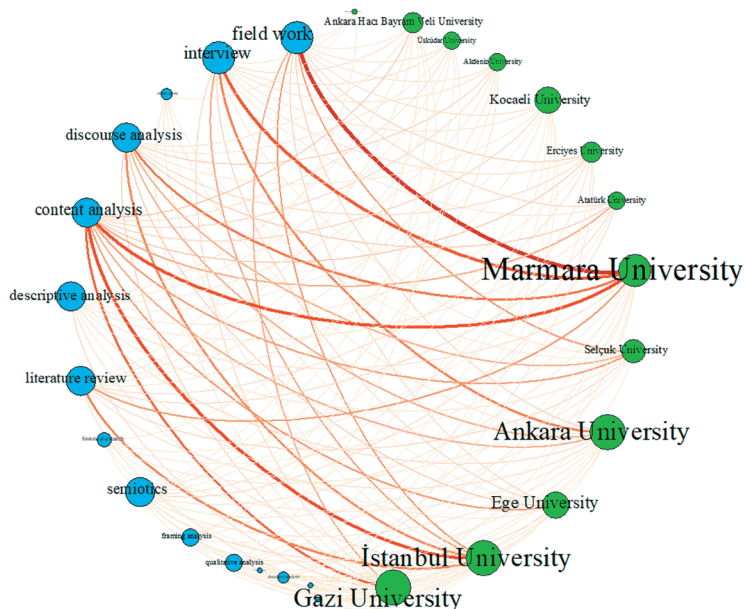 field work
interview
discourse analysis
content analysis
descriptive analysis
literature review
semiotics
framing analysis
qualitative analysis
Ankara Hacı Bayram Veli University
Üsküdar University
Akdeniz University
Kocaeli University
Erciyes University
Atatürk University
Marmara University
Selçuk University
Ankara University
Ege University
İstanbul University
Gazi University